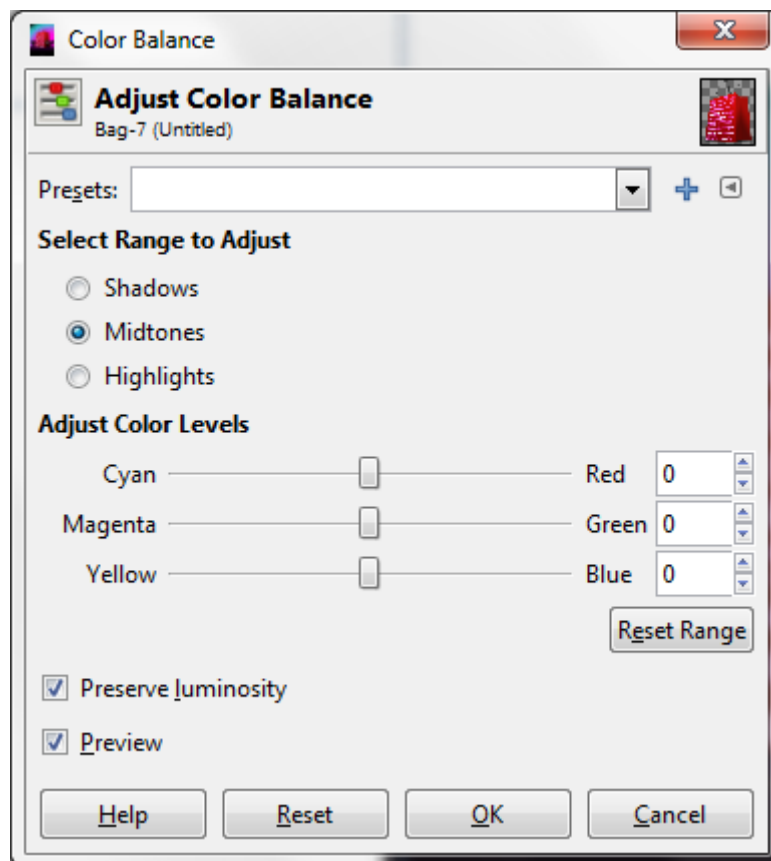 Color Balance
Adjust Color Balance
Bag-7 (Untitled)
Presets:
Select Range to Adjust
Shadows
Midtones
Highlights
Adjust Color Levels
Cyan Red 0
Magenta Green 0
Yellow Blue 0
Reset Range
Preserve luminosity
Preview
Help Reset OK Cancel